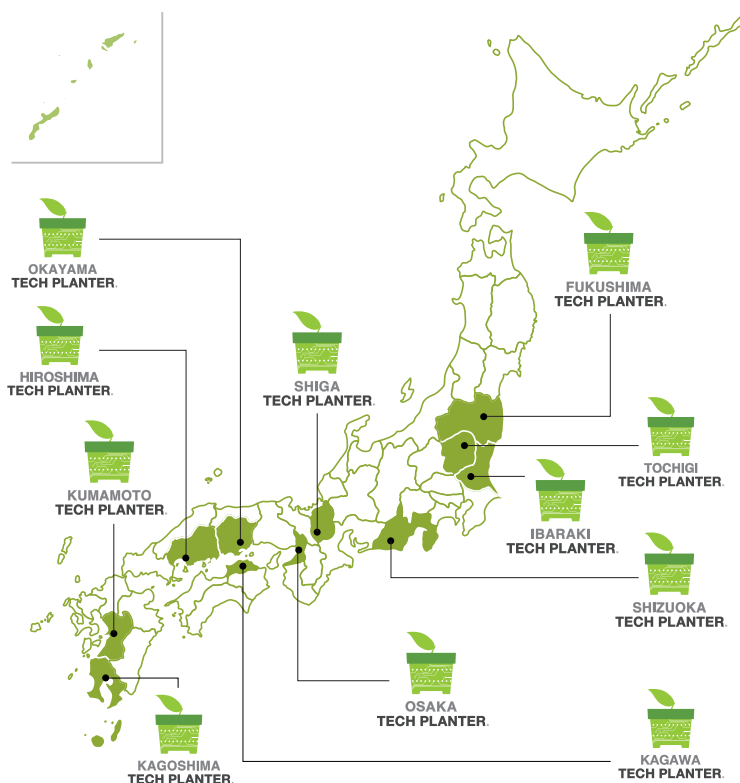 OKAYAMA
TECH PLANTER.
FUKUSHIMA
TECH PLANTER.
HIROSHIMA
TECH PLANTER.
SHIGA
TECH PLANTER.
TOCHIGI
TECH PLANTER.
KUMAMOTO
TECH PLANTER.
IBARAKI
TECH PLANTER.
SHIZUOKA
TECH PLANTER.
OSAKA
TECH PLANTER.
KAGOSHIMA
TECH PLANTER.
KAGAWA
TECH PLANTER.